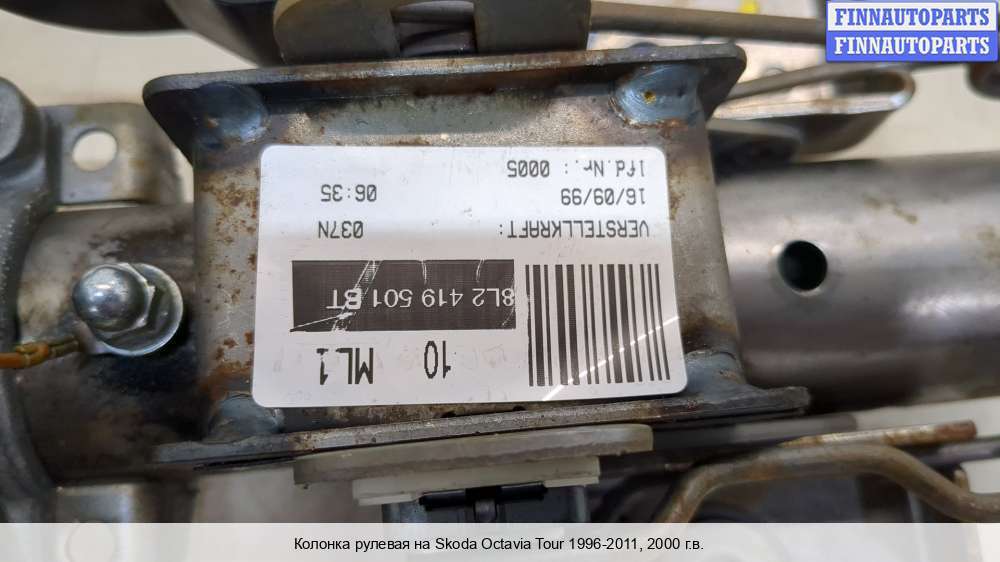 FINNAUTOPARTS
FINNAUTOPARTS
ML1 10
8L2 419 501 BT
VERSTELLKRAFT: 037N
16/09/99 06:35
lfd.Nr.: 0005
Колонка рулевая на Skoda Octavia Tour 1996-2011, 2000 г.в.